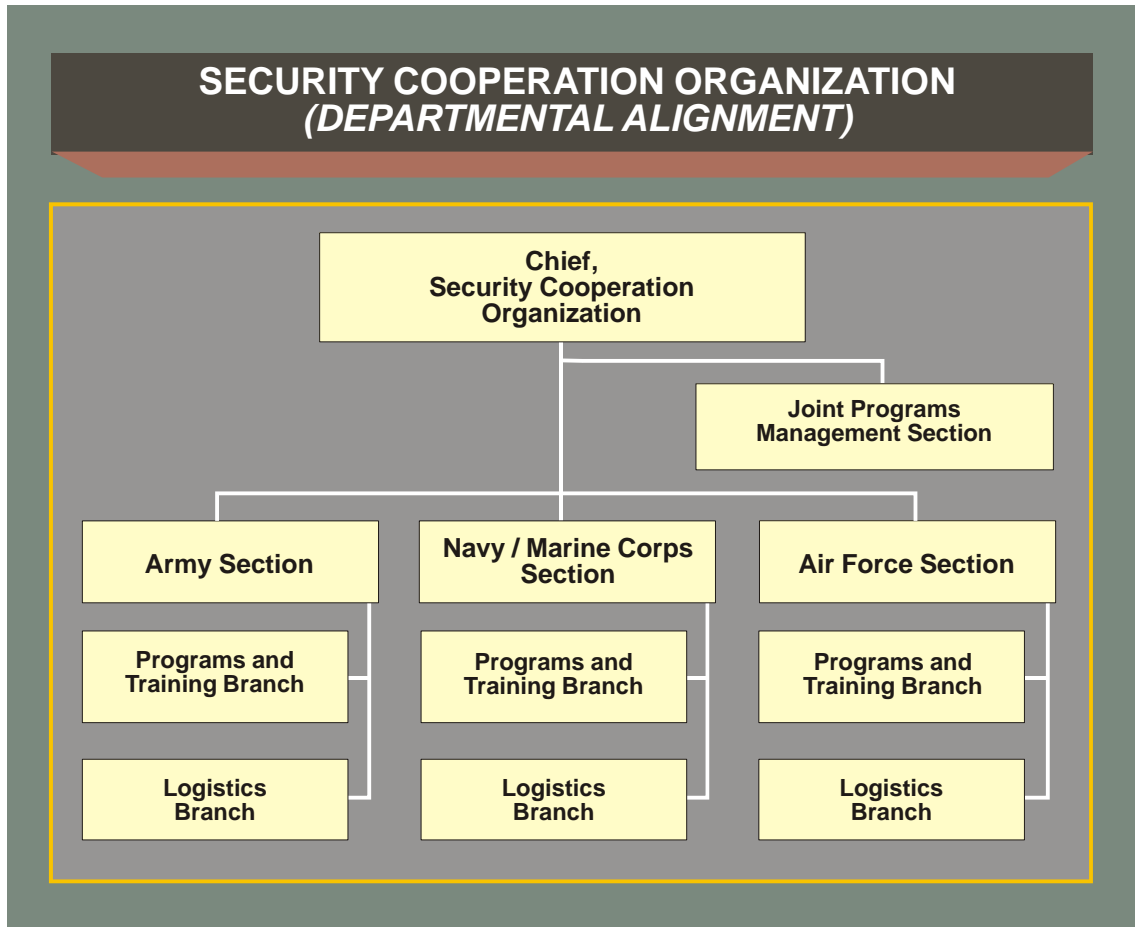 SECURITY COOPERATION ORGANIZATION
(DEPARTMENTAL ALIGNMENT)
Chief,
Security Cooperation
Organization
Joint Programs
Management Section
Army Section
Navy / Marine Corps
Section
Air Force Section
Programs and
Training Branch
Programs and
Training Branch
Programs and
Training Branch
Logistics
Branch
Logistics
Branch
Logistics
Branch